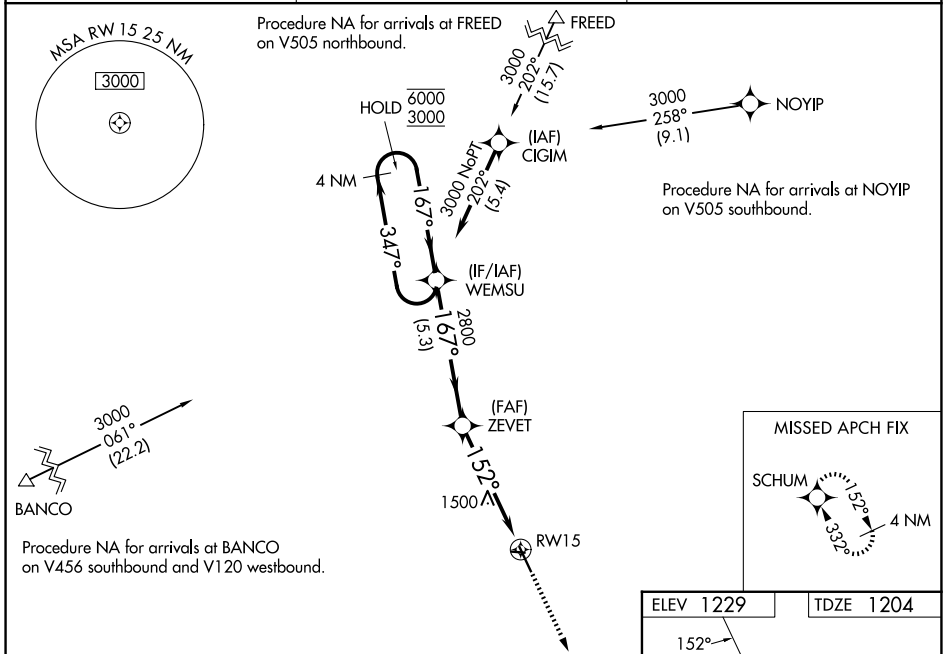 MSA RW 15 25 NM
3000
Procedure NA for arrivals at FREED
on V505 northbound.
FREED
3000
202°
(15.7)
HOLD
6000
3000
4 NM
(IAF)
CIGIM
3000
258°
(9.1)
NOYIP
Procedure NA for arrivals at NOYIP
on V505 southbound.
3000 NoPT
202°
(5.4)
167°
347°
(IF/IAF)
WEMSU
2800
167°
(5.3)
(FAF)
ZEVET
152°
1500
RW15
3000
061°
(22.2)
BANCO
Procedure NA for arrivals at BANCO
on V456 southbound and V120 westbound.
MISSED APCH FIX
SCHUM
152°
332°
4 NM
ELEV 1229
TDZE 1204
152°